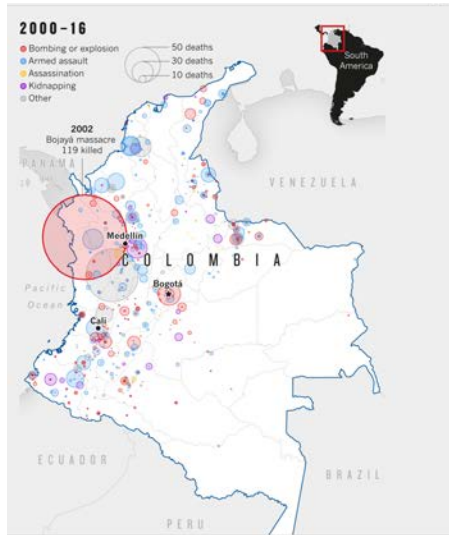 2000–16
Bombing or explosion
Armed assault
Assassination
Kidnapping
Other
50 deaths
30 deaths
10 deaths
South
America
2002
Bojayá massacre
119 killed
PANAMA
VENEZUELA
Medellín
COLOMBIA
Pacific
Ocean
Bogotá
Cali
ECUADOR
BRAZIL
PERU